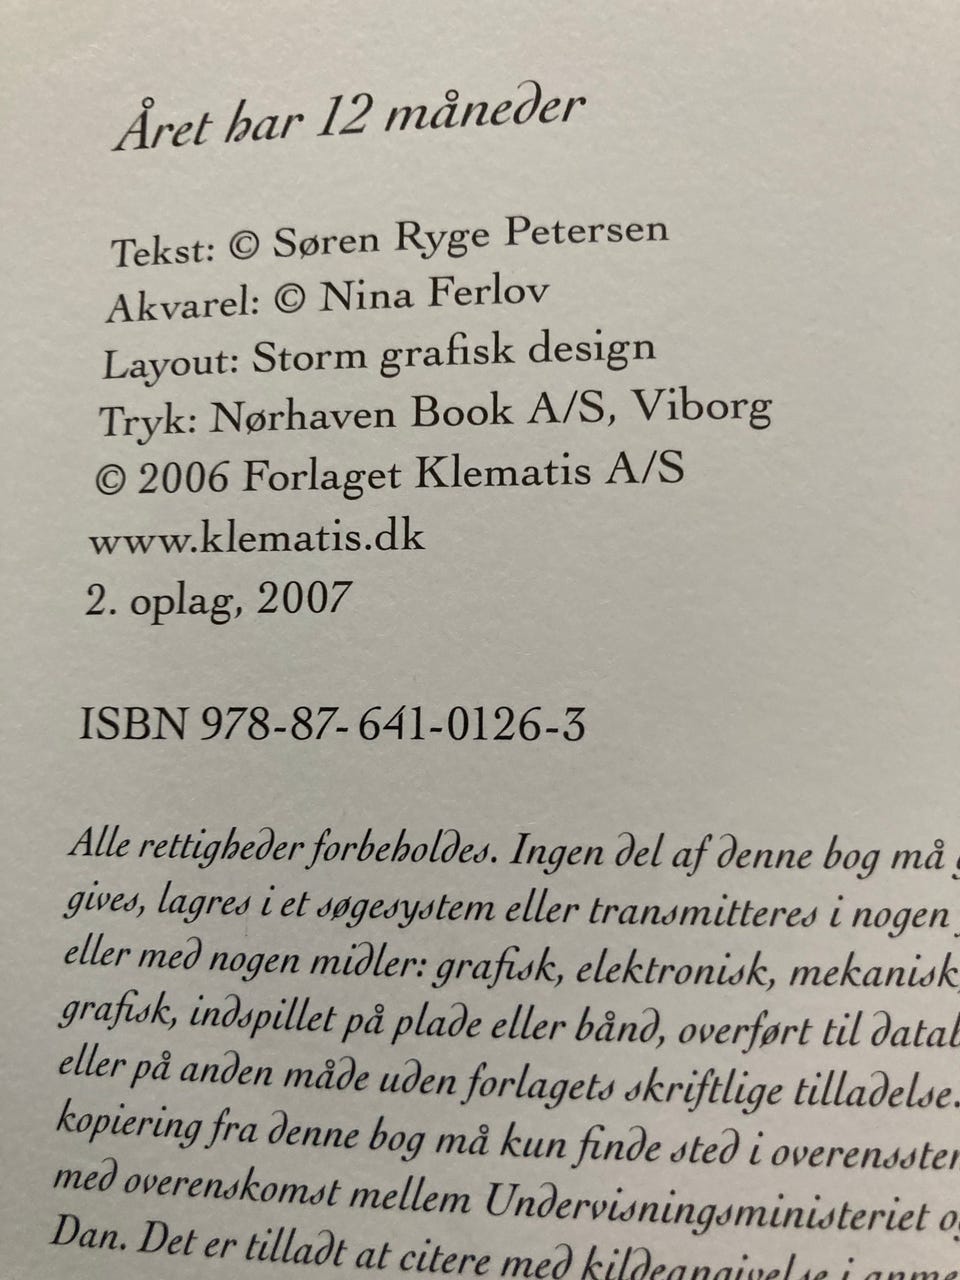 Året har 12 måneder
Tekst: © Søren Ryge Petersen
Akvarel: © Nina Ferlov
Layout: Storm grafisk design
Tryk: Nørhaven Book A/S, Viborg
© 2006 Forlaget Klematis A/S
www.klematis.dk
2. oplag, 2007
ISBN 978-87-641-0126-3
Alle rettigheder forbeholdes. Ingen del af denne bog må
gives, lagres i et søgesystem eller transmitteres i nogen
eller med nogen midler: grafisk, elektronisk, mekanisk,
grafisk, indspillet på plade eller bånd, overført til
eller på anden måde uden forlagets skriftlige tilladelse.
kopiering fra denne bog må kun finde sted i
med overenskomst mellem Undervisningsministeriet
Dan. Det er tilladt at citere med kildeangivelse i